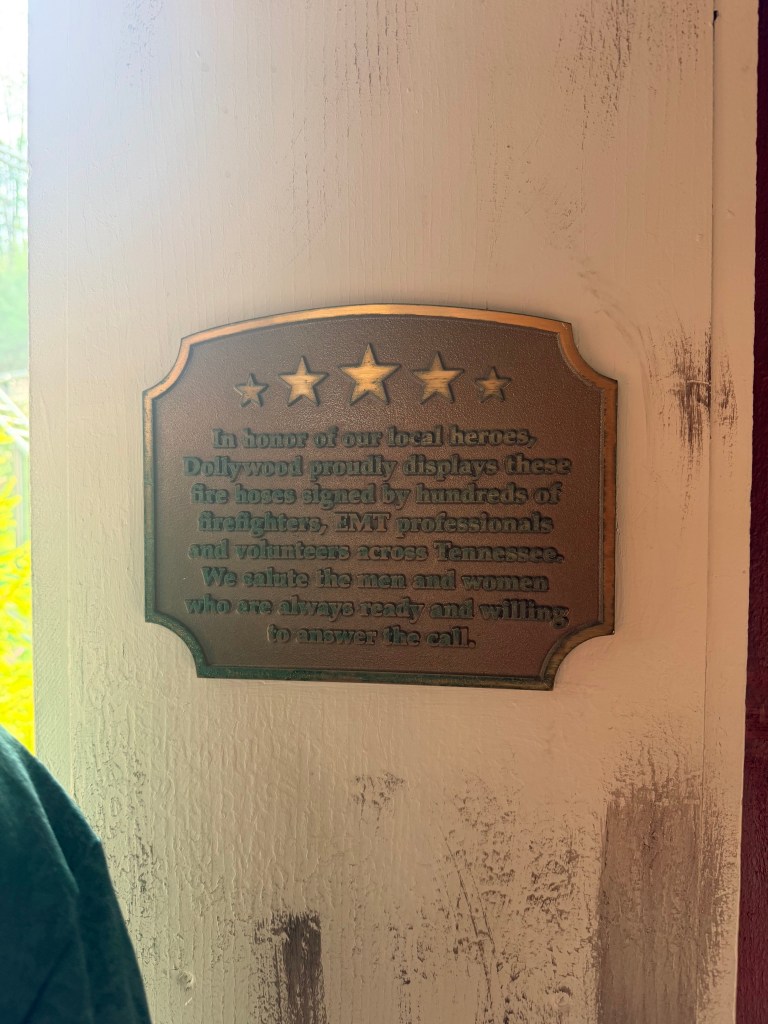 In honor of our local heroes,
Dollywood proudly displays these
fire hoses signed by hundreds of
firefighters, EMT professionals
and volunteers across Tennessee.
We salute the men and women
who are always ready and willing
to answer the call.